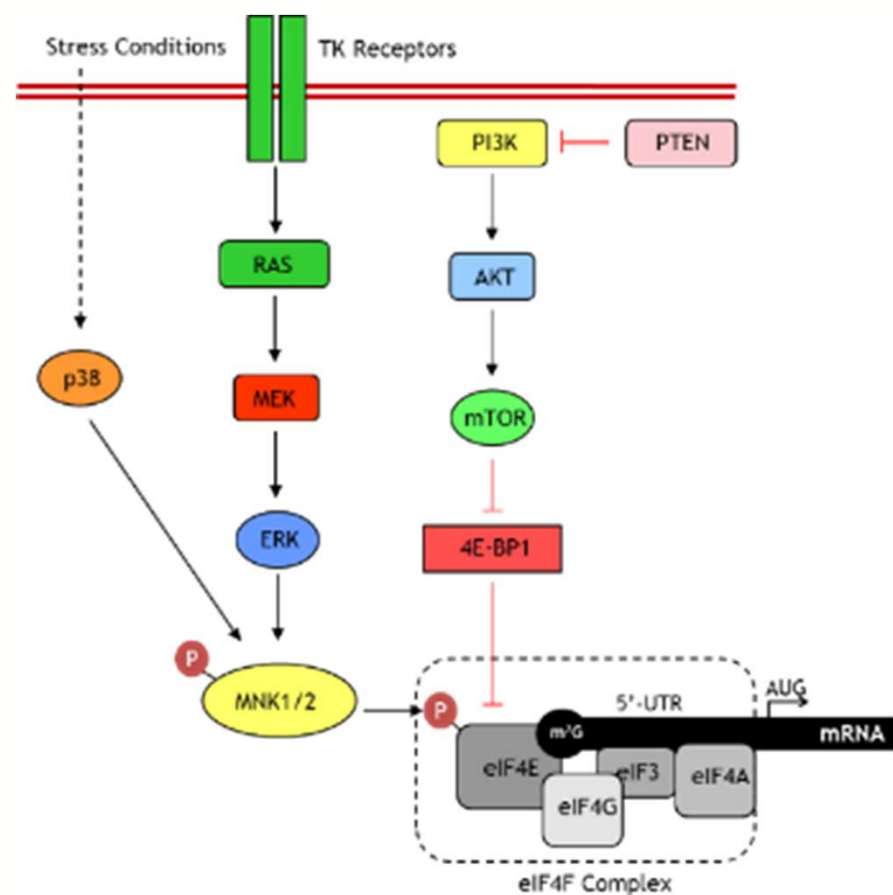 Stress Conditions
TK Receptors
PI3K
PTEN
RAS
AKT
p38
MEK
mTOR
ERK
4E-BP1
P
MNK1/2
P
5'-UTR
AUG
m⁷G
mRNA
eIF4E
eIF3
eIF4A
eIF4G
eIF4F Complex